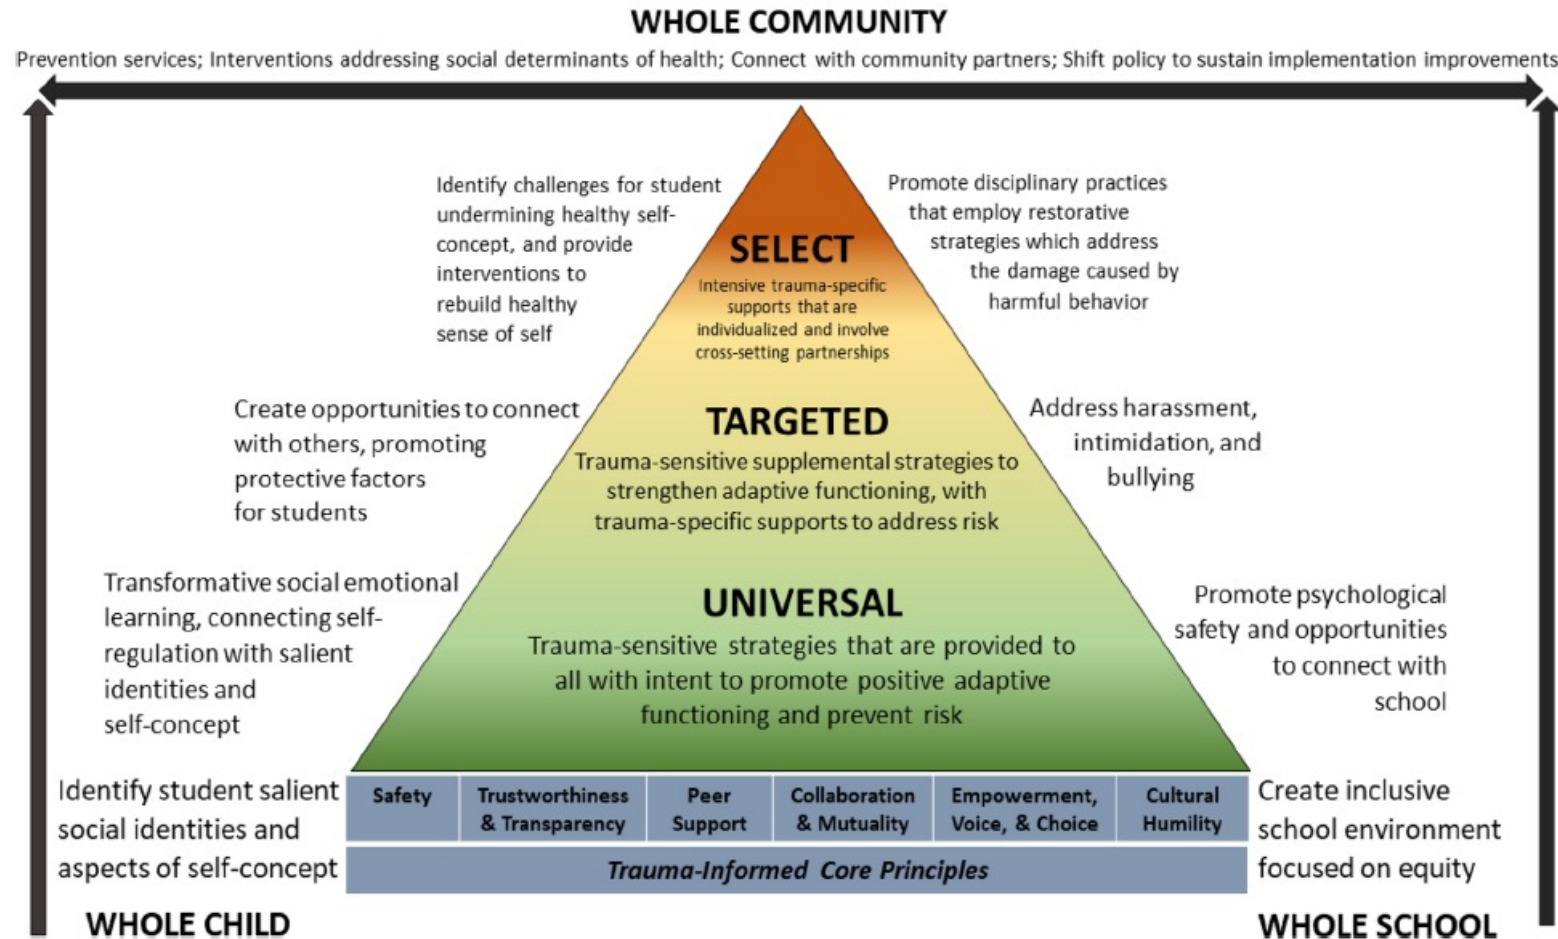 WHOLE COMMUNITY
Prevention services; Interventions addressing social determinants of health; Connect with community partners; Shift policy to sustain implementation improvements
Identify challenges for student
undermining healthy self-
concept, and provide
interventions to
rebuild healthy
sense of self
Promote disciplinary practices
that employ restorative
strategies which address
the damage caused by
harmful behavior
SELECT
Intensive trauma-specific
supports that are
individualized and involve
cross-setting partnerships
Create opportunities to connect
with others, promoting
protective factors
for students
TARGETED
Trauma-sensitive supplemental strategies to
strengthen adaptive functioning, with
trauma-specific supports to address risk
Address harassment,
intimidation, and
bullying
Transformative social emotional
learning, connecting self-
regulation with salient
identities and
self-concept
UNIVERSAL
Trauma-sensitive strategies that are provided to
all with intent to promote positive adaptive
functioning and prevent risk
Promote psychological
safety and opportunities
to connect with
school
Identify student salient
social identities and
aspects of self-concept
Safety
Trustworthiness
& Transparency
Peer
Support
Collaboration
& Mutuality
Empowerment,
Voice, & Choice
Cultural
Humility
Trauma-Informed Core Principles
Create inclusive
school environment
focused on equity
WHOLE CHILD
WHOLE SCHOOL